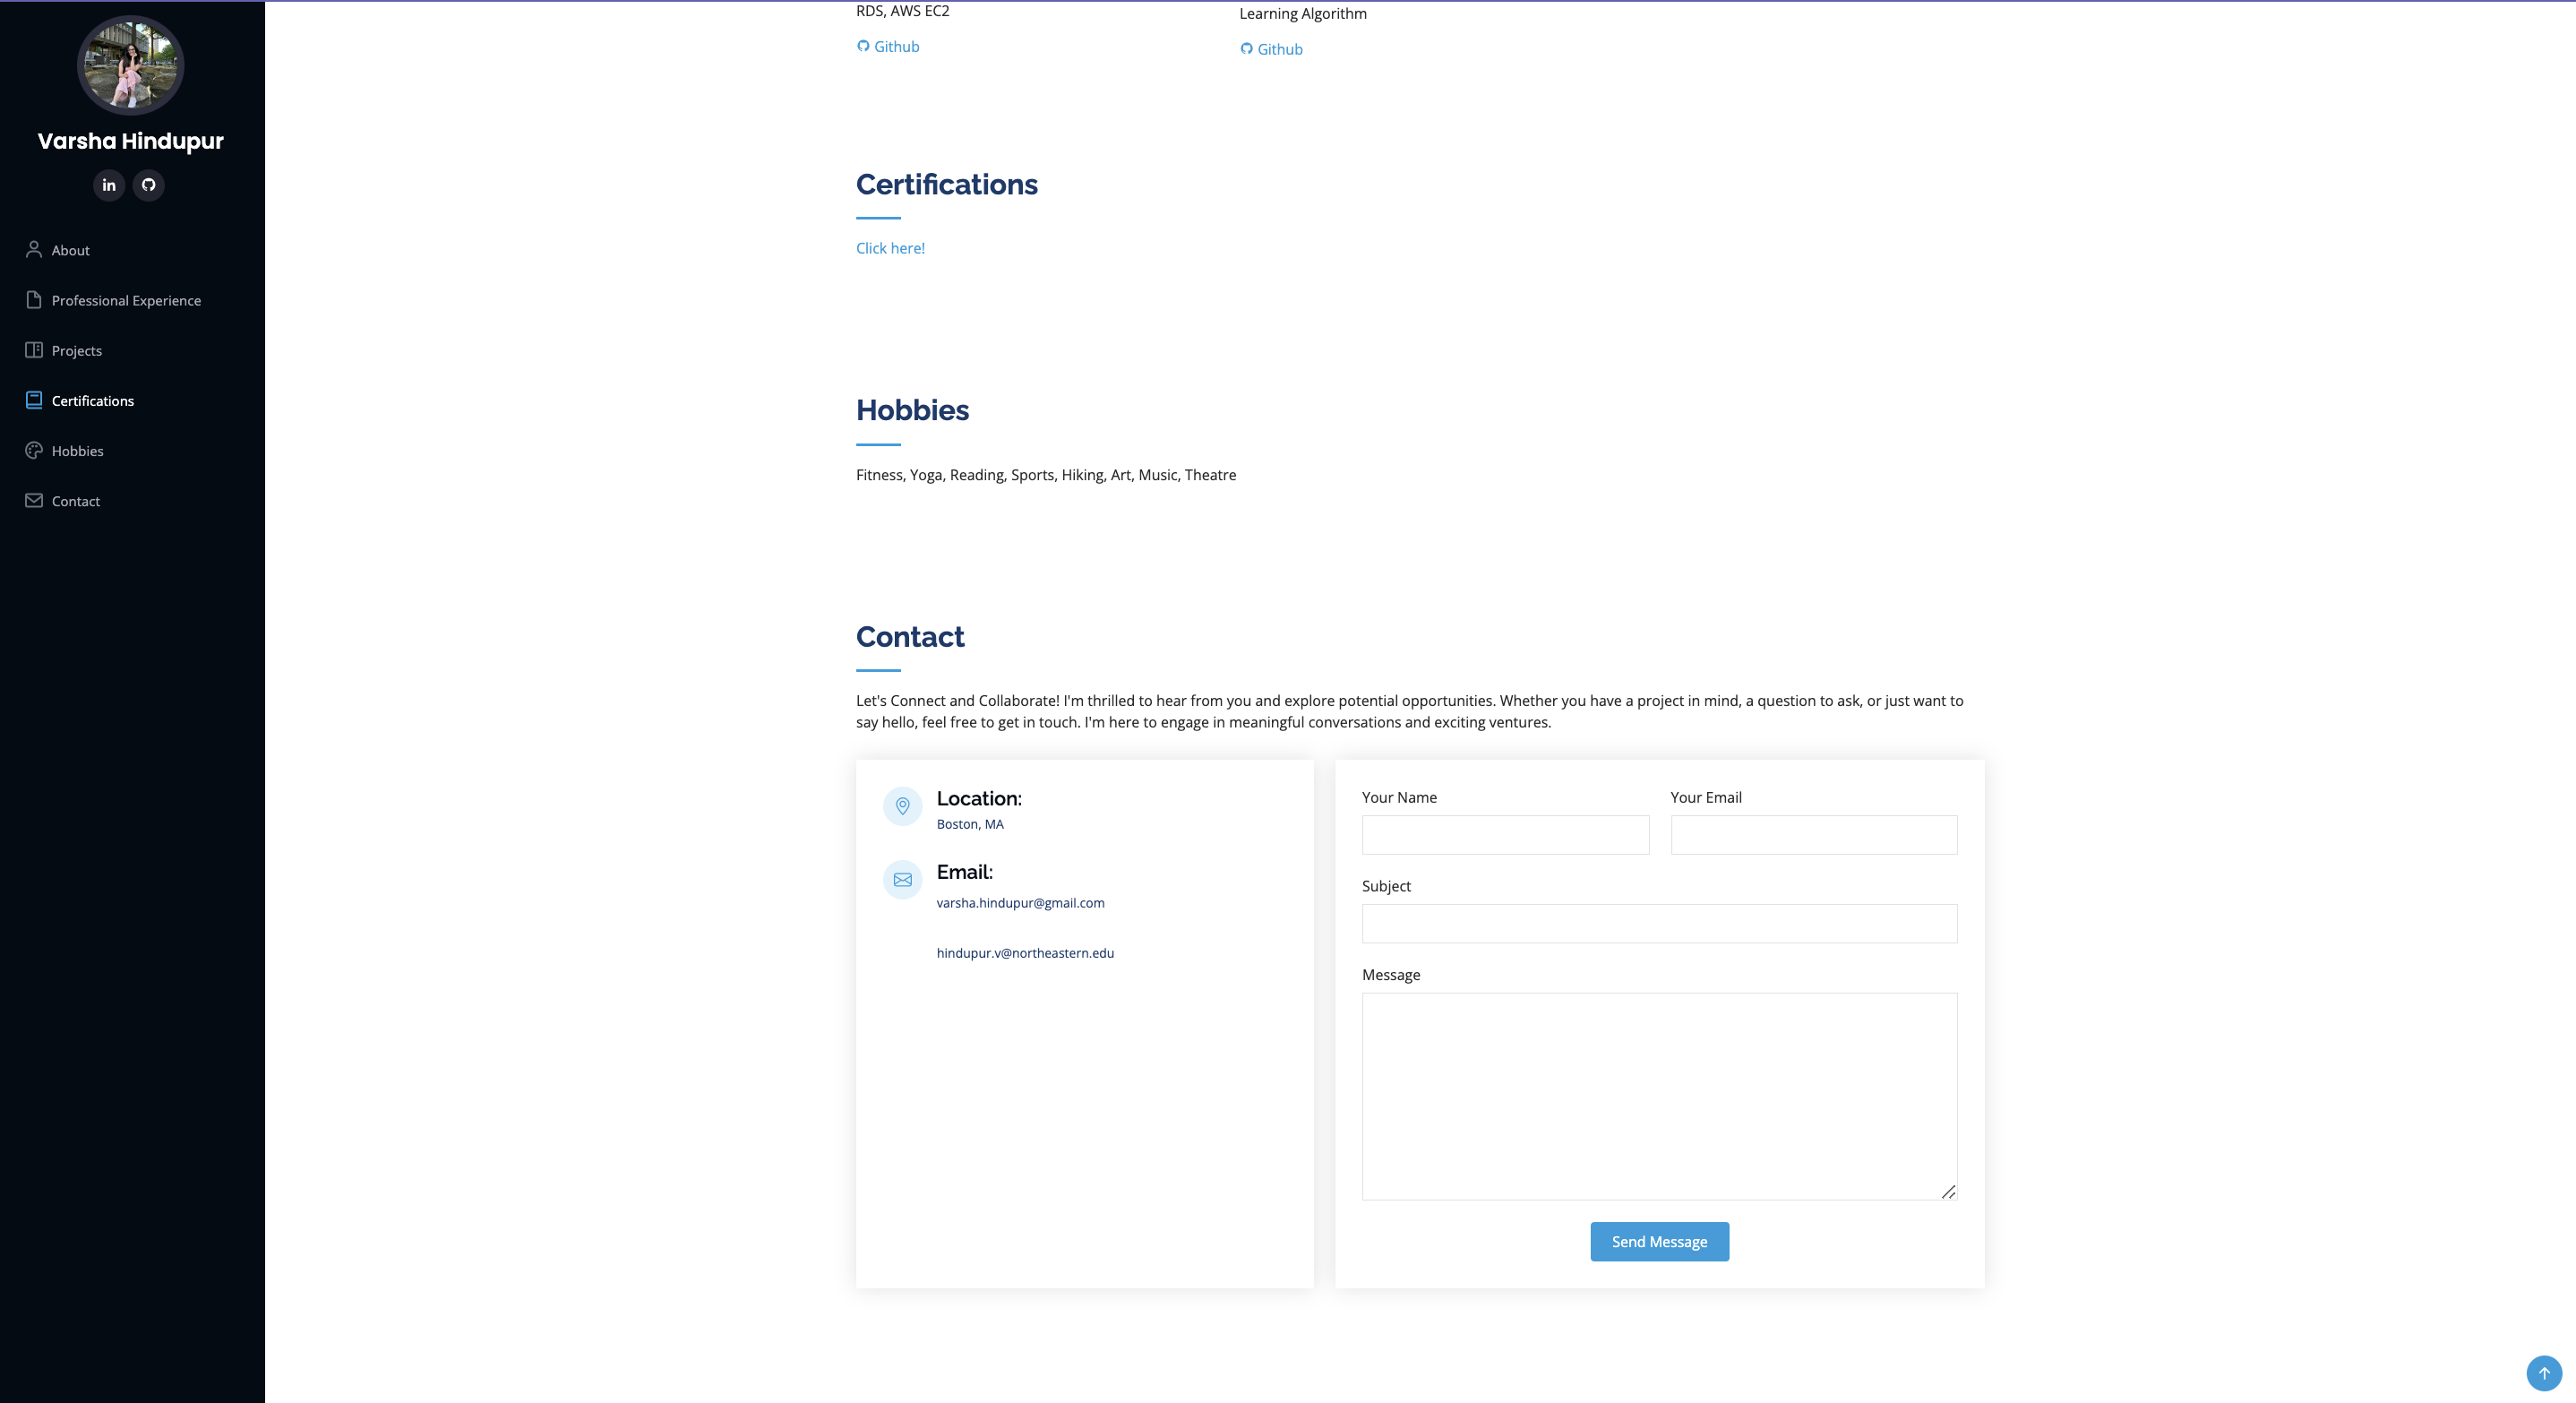 Varsha Hindupur
in
About
Professional Experience
Projects
Certifications
Hobbies
Contact
RDS, AWS EC2
Github
Learning Algorithm
Github
Certifications
Click here!
Hobbies
Fitness, Yoga, Reading, Sports, Hiking, Art, Music, Theatre
Contact
Let's Connect and Collaborate! I'm thrilled to hear from you and explore potential opportunities. Whether you have a project in mind, a question to ask, or just want to
say hello, feel free to get in touch. I'm here to engage in meaningful conversations and exciting ventures.
Location:
Boston, MA
Email:
varsha.hindupur@gmail.com
hindupur.v@northeastern.edu
Your Name
Your Email
Subject
Message
Send Message